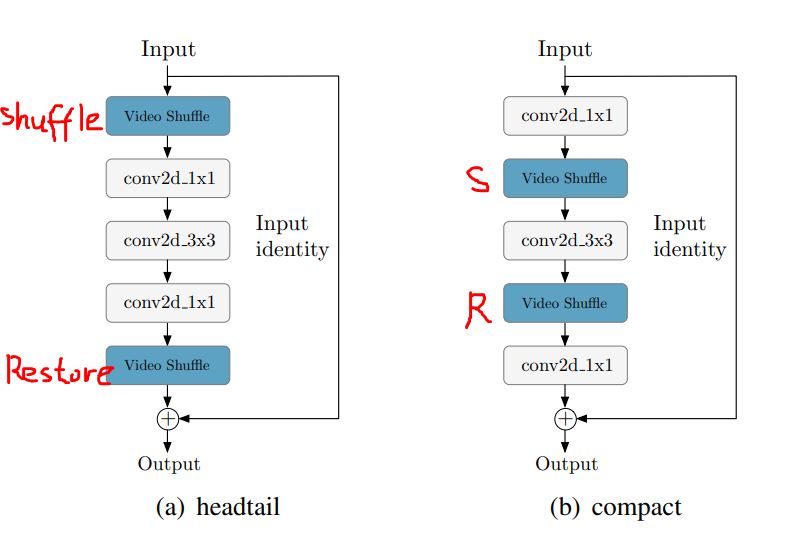 Input
shuffle
Video Shuffle
conv2d_1x1
conv2d_3x3
conv2d_1x1
Restore
Video Shuffle
Input
identity
Output
(a) headtail
Input
conv2d_1x1
S
Video Shuffle
conv2d_3x3
R
Video Shuffle
conv2d_1x1
Input
identity
Output
(b) compact